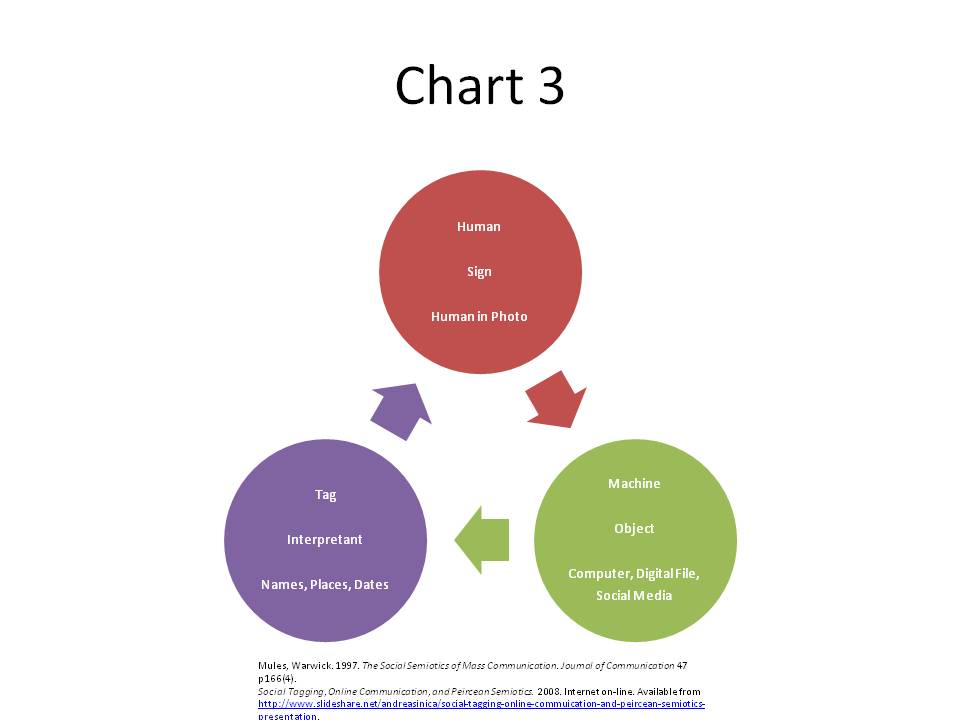 Chart 3
Human
Sign
Human in Photo
Machine
Object
Computer, Digital File,
Social Media
Tag
Interpretant
Names, Places, Dates
Mules, Warwick. 1997. The Social Semiotics of Mass Communication. Journal of Communication 47
p166(4).
Social Tagging, Online Communication, and Peircean Semiotics. 2008. Internet on-line. Available from
http://www.slideshare.net/andreasinica/social-tagging-online-commuication-and-peircean-semiotics-
presentation.